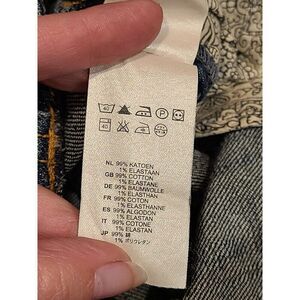 40
40
NL 99% KATOEN
1% ELASTAAN
GB 99% COTTON
1% ELASTANE
DE 99% BAUMWOLLE
1% ELASTHAN
FR 99% COTON
1% ELASTHANNE
ES 99% ALGODON
1% ELASTAN
IT 99% COTONE
1% ELASTAN
JP 99% 綿
1% ポリウレタン